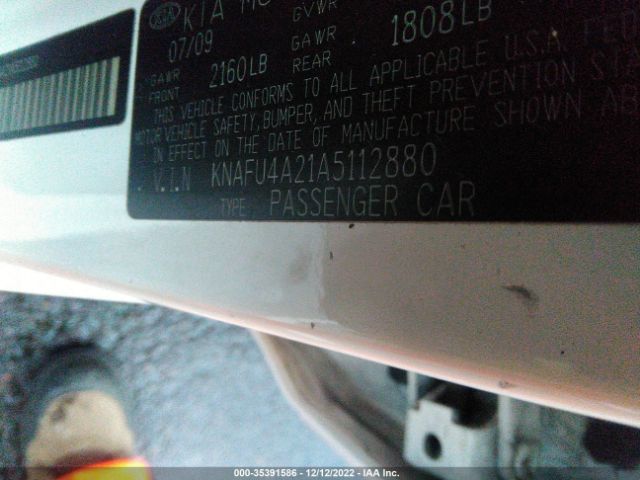 KIA
07/09
GVWR
GAWR FRONT 2160LB GAWR REAR 1808LB
THIS VEHICLE CONFORMS TO ALL APPLICABLE U.S.A.
MOTOR VEHICLE SAFETY, BUMPER, AND THEFT PREVENTION
IN EFFECT ON THE DATE OF MANUFACTURE SHOWN
V.I.N KNAFU4A21A5112880
TYPE: PASSENGER CAR
000-35391586 - 12/12/2022 - IAA Inc.